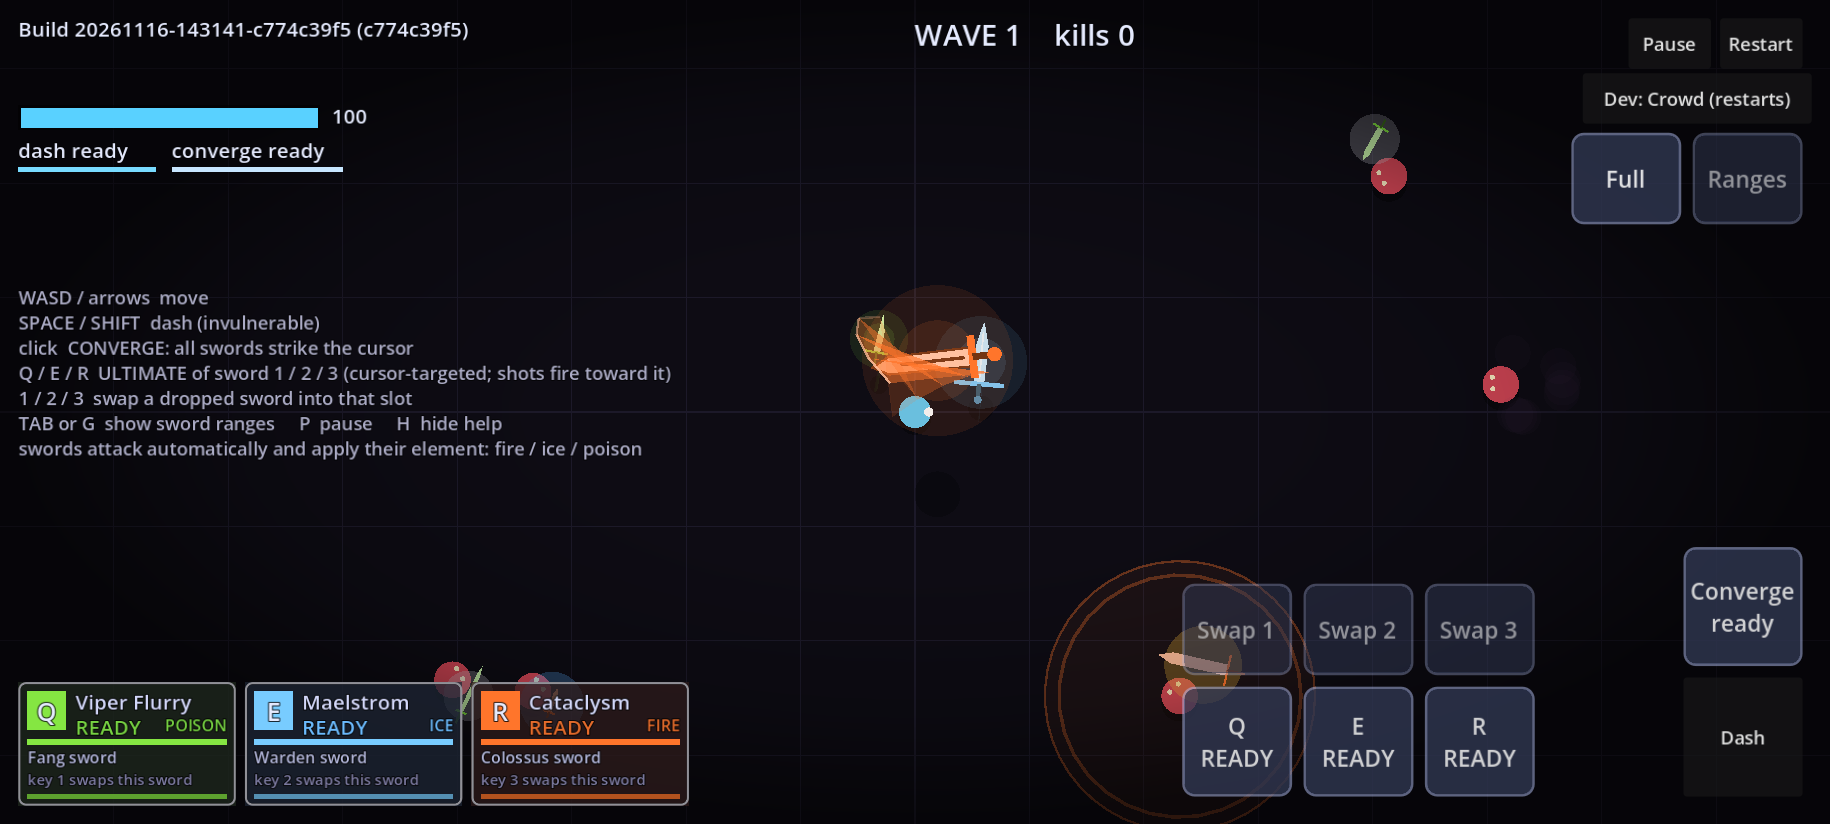 Build 20261116-143141-c774c39f5 (c774c39f5)
WAVE 1 kills 0
Pause
Restart
Dev: Crowd (restarts)
100
dash ready
converge ready
Full
Ranges
WASD / arrows move
SPACE / SHIFT dash (invulnerable)
click CONVERGE: all swords strike the cursor
Q / E / R ULTIMATE of sword 1 / 2 / 3 (cursor-targeted; shots fire toward it)
1 / 2 / 3 swap a dropped sword into that slot
TAB or G show sword ranges P pause H hide help
swords attack automatically and apply their element: fire / ice / poison
Swap 1
Swap 2
Swap 3
Converge
ready
Q
Viper Flurry
READY POISON
Fang sword
key 1 swaps this sword
E
Maelstrom
READY ICE
Warden sword
key 2 swaps this sword
R
Cataclysm
READY FIRE
Colossus sword
key 3 swaps this sword
Q
READY
E
READY
R
READY
Dash